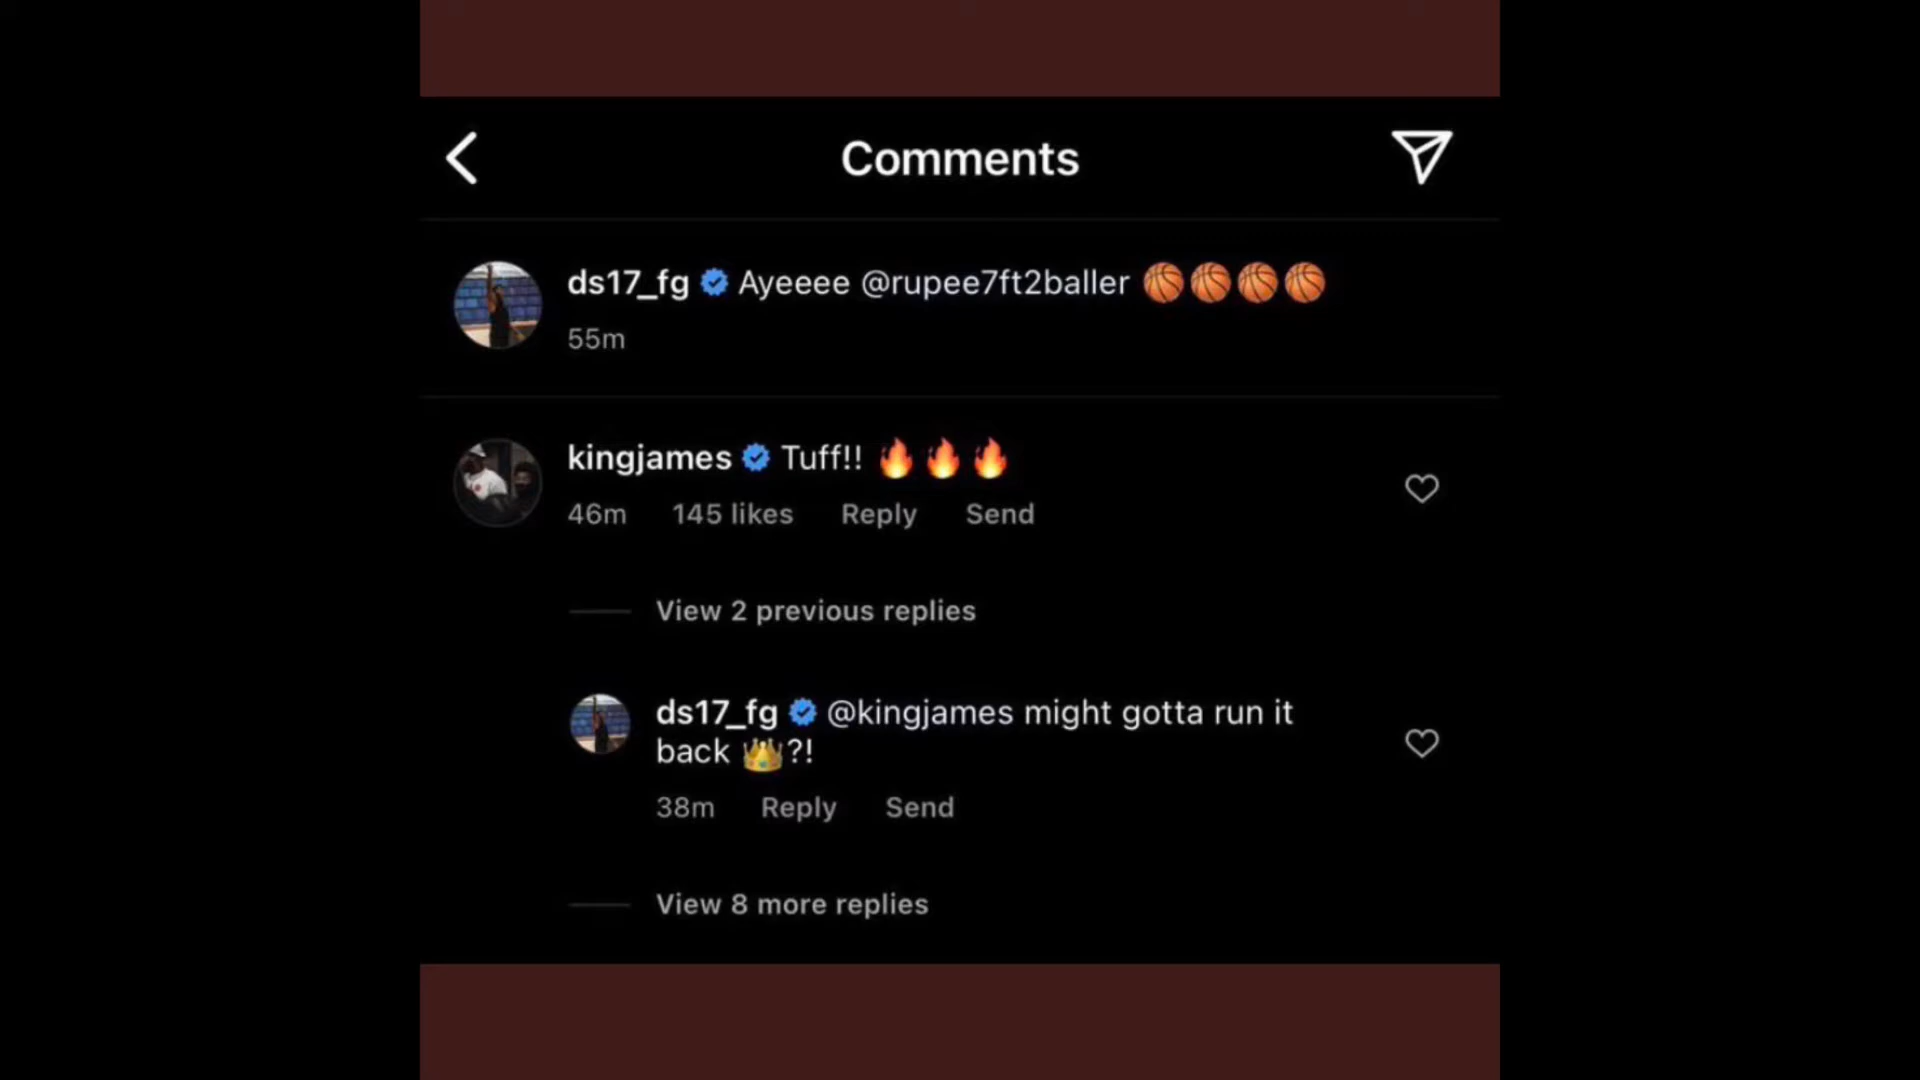 Comments
ds17_fg Ayeeee @rupee7ft2baller 🏀🏀🏀🏀
55m
kingjames Tuff!! 🔥🔥🔥
46m 145 likes Reply Send
View 2 previous replies
ds17_fg @kingjames might gotta run it
back 👑?!
38m Reply Send
View 8 more replies